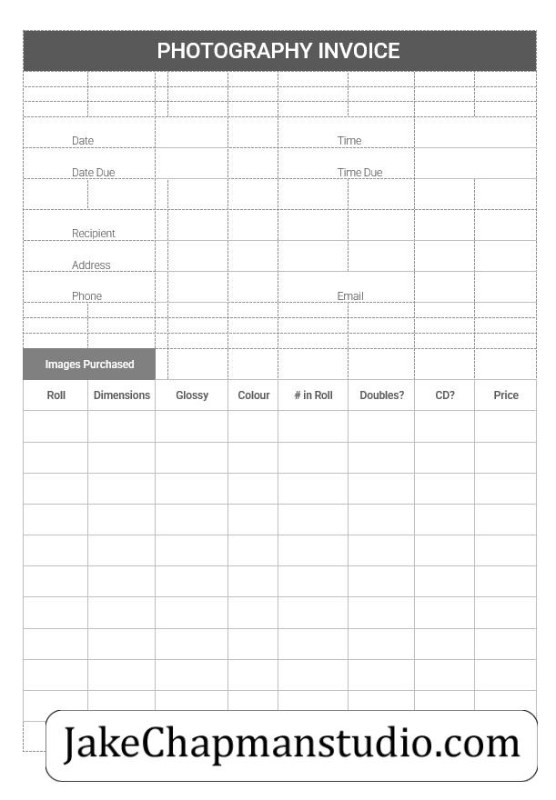 PHOTOGRAPHY INVOICE
Date Time
Date Due Time Due
Recipient
Address
Phone Email
Images Purchased
Roll Dimensions Glossy Colour # in Roll Doubles? CD? Price
JakeChapmanstudio.com